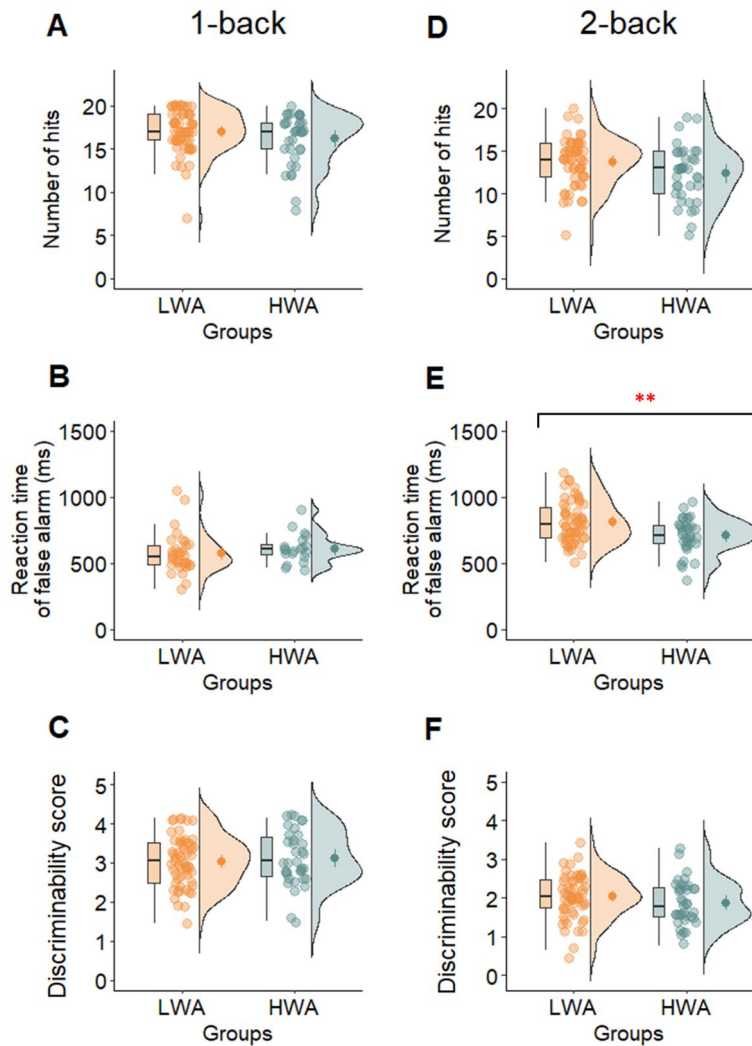 A
1-back
Number of hits
20
15
10
5
0
LWA
HWA
Groups
D
2-back
Number of hits
20
15
10
5
0
LWA
HWA
Groups
B
Reaction time
of false alarm (ms)
1500
1000
500
0
LWA
HWA
Groups
E
**
Reaction time
of false alarm (ms)
1500
1000
500
0
LWA
HWA
Groups
C
Discriminability score
5
4
3
2
1
0
LWA
HWA
Groups
F
Discriminability score
5
4
3
2
1
0
LWA
HWA
Groups